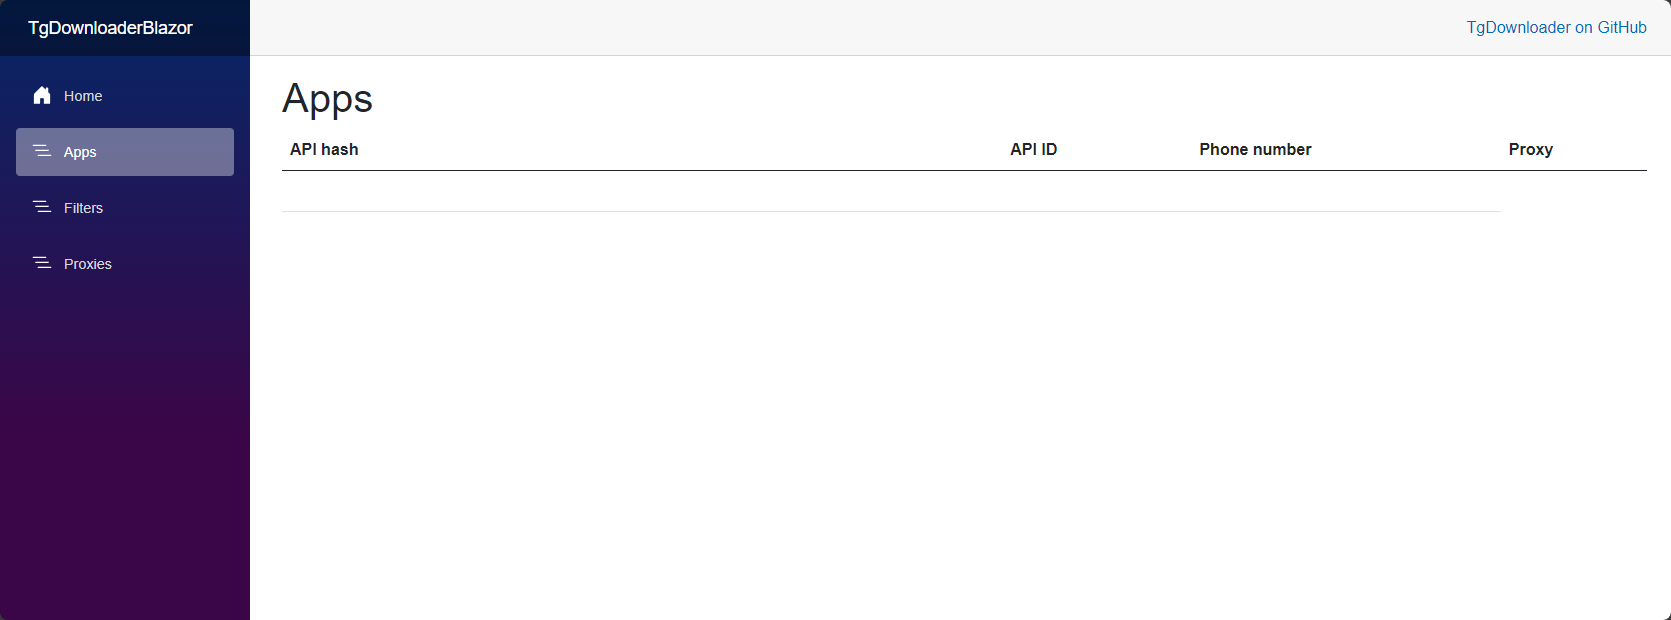 TgDownloaderBlazor
TgDownloader on GitHub
Home
Apps
Filters
Proxies
Apps
API hash API ID Phone number Proxy